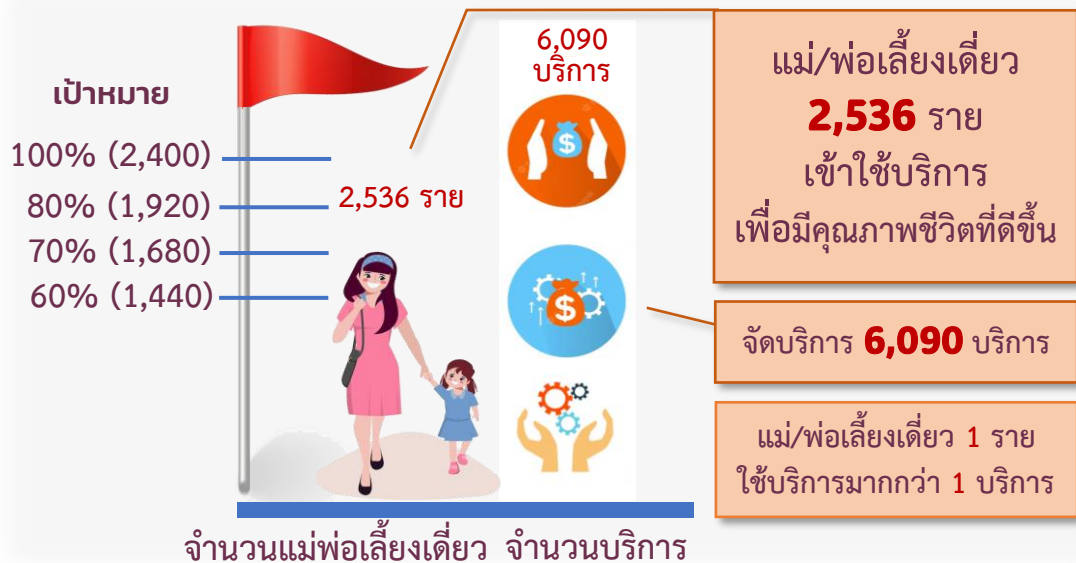 เป้าหมาย
100% (2,400)
80% (1,920)
70% (1,680)
60% (1,440)
2,536 ราย
6,090
บริการ
$
$
จำนวนแม่พ่อเลี้ยงเดี่ยว
จำนวนบริการ
แม่/พ่อเลี้ยงเดี่ยว
2,536 ราย
เข้าใช้บริการ
เพื่อมีคุณภาพชีวิตที่ดีขึ้น
จัดบริการ 6,090 บริการ
แม่/พ่อเลี้ยงเดี่ยว 1 ราย
ใช้บริการมากกว่า 1 บริการ